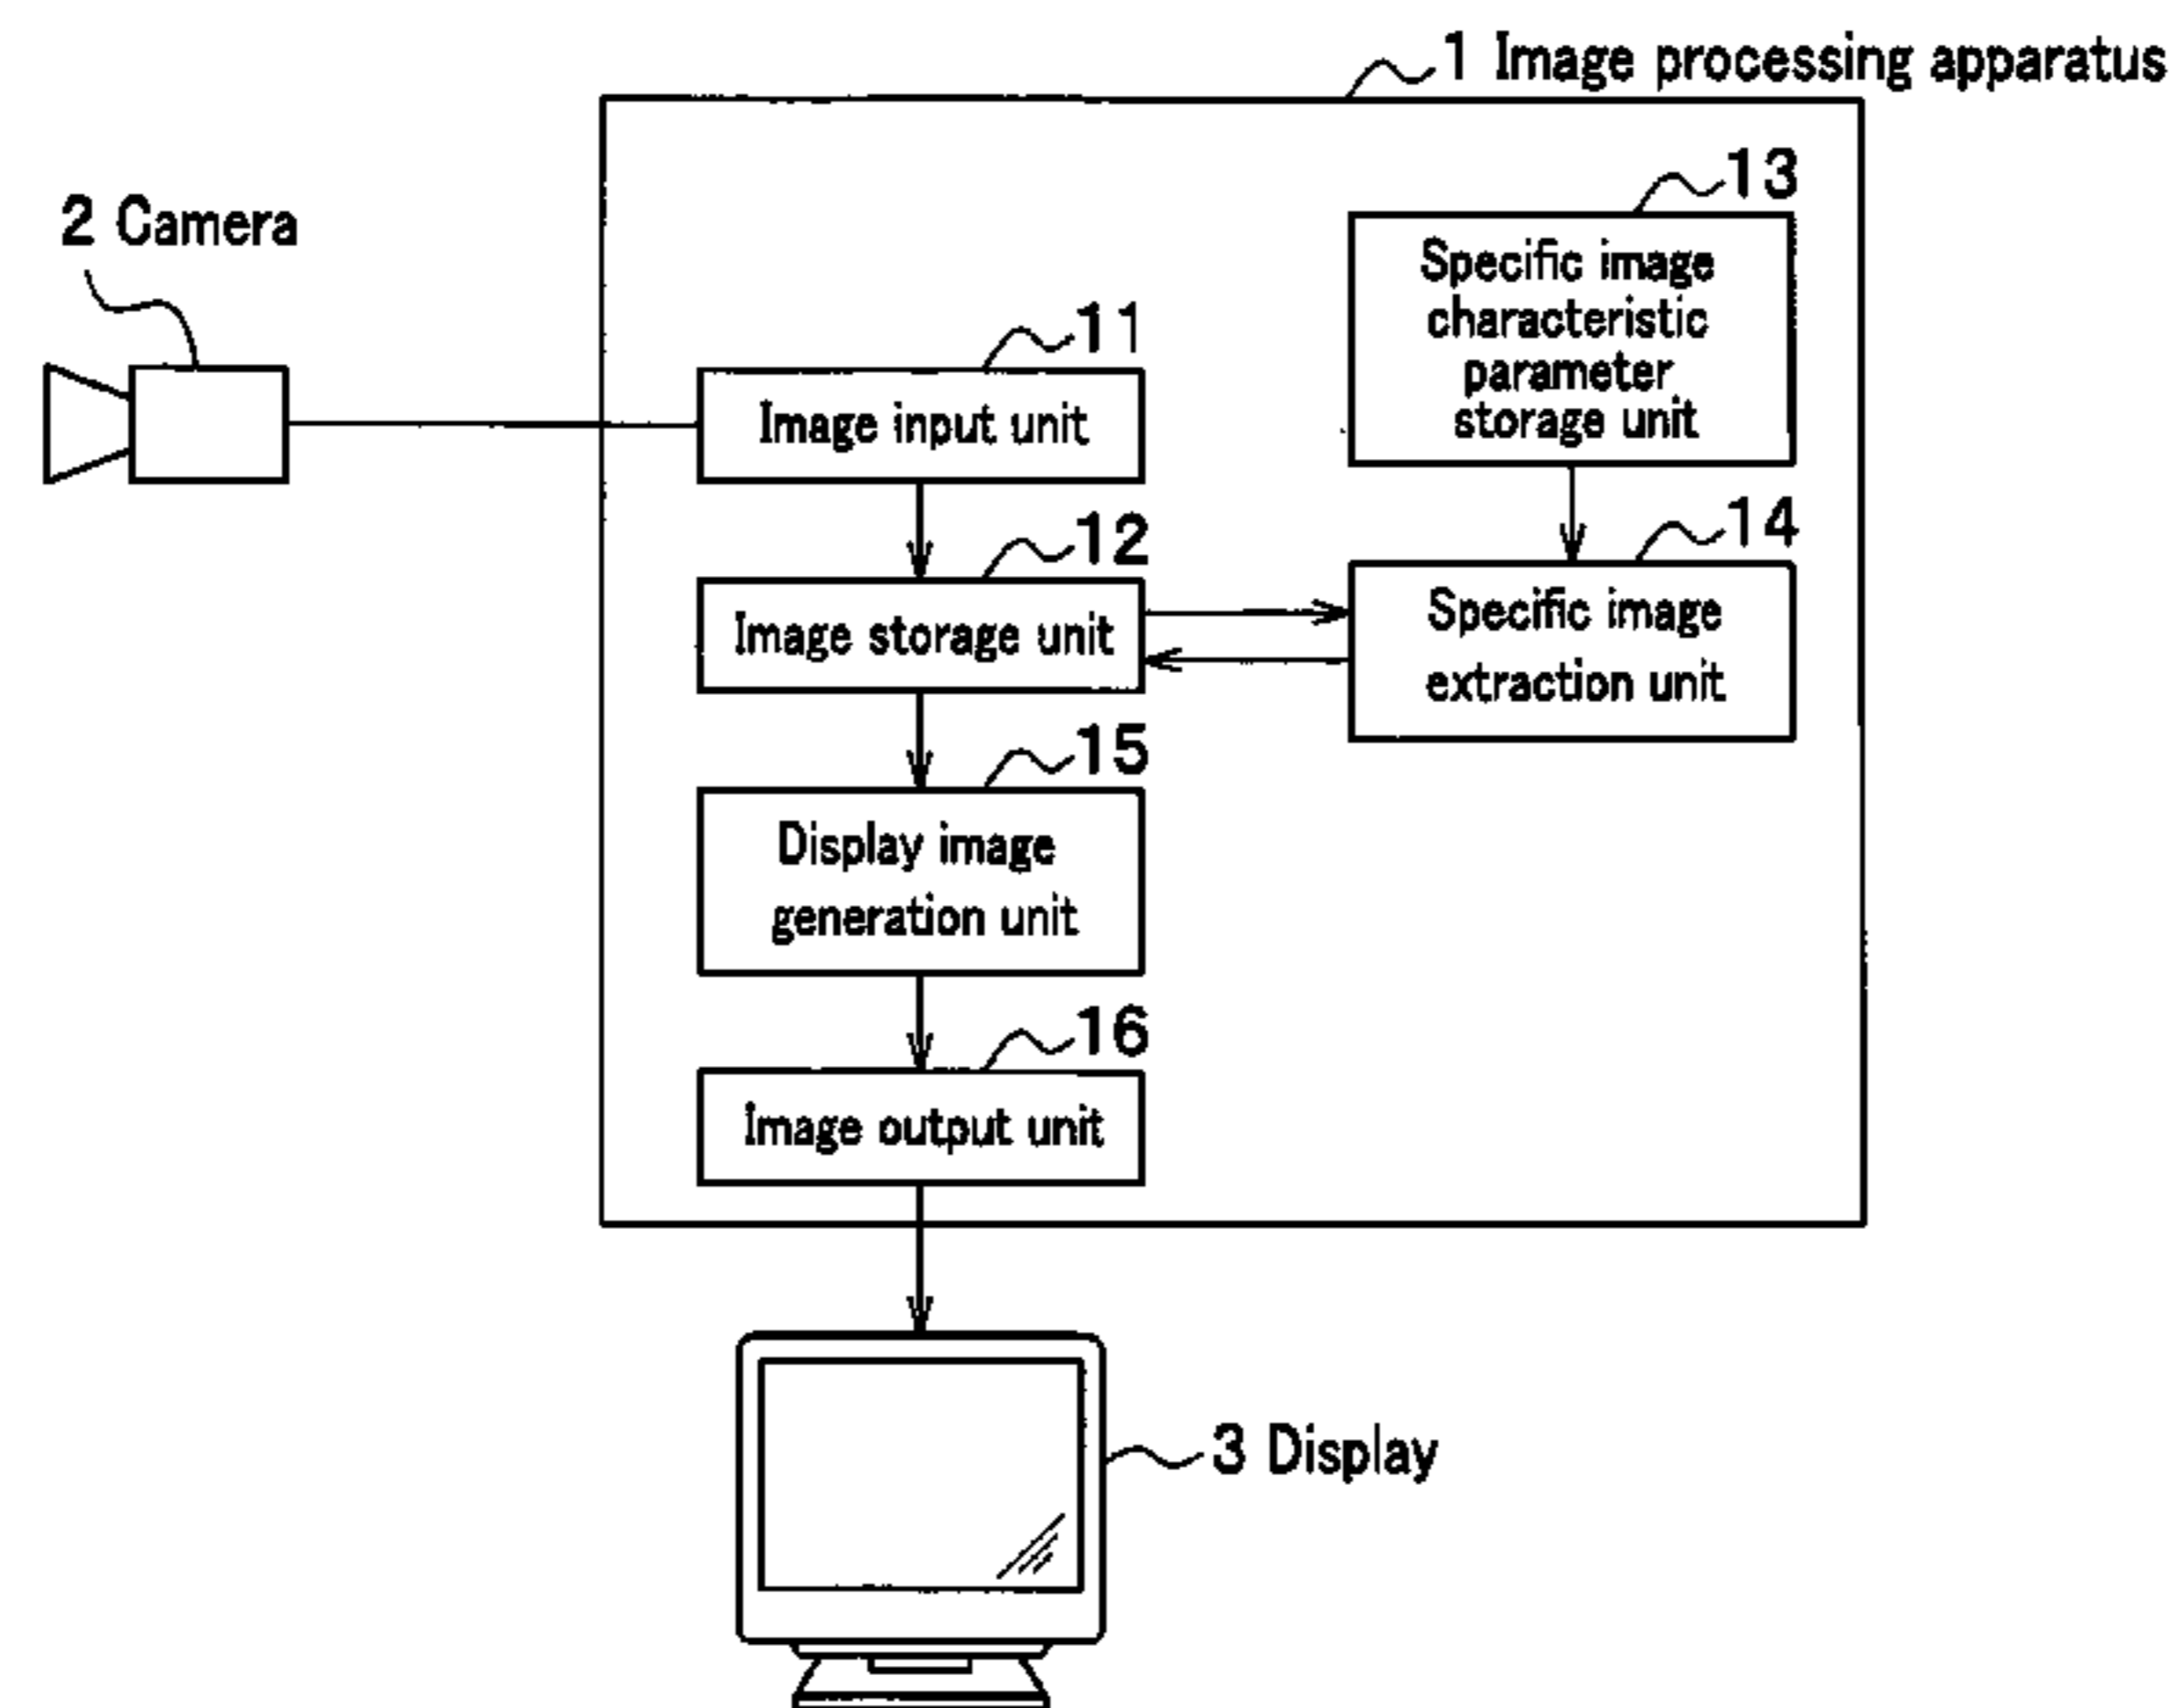 1 Image processing apparatus
13
2 Camera
Specific image
characteristic
parameter
storage unit
11
Image input unit
14
12
Specific image
extraction unit
Image storage unit
15
Display image
generation unit
16
Image output unit
3 Display